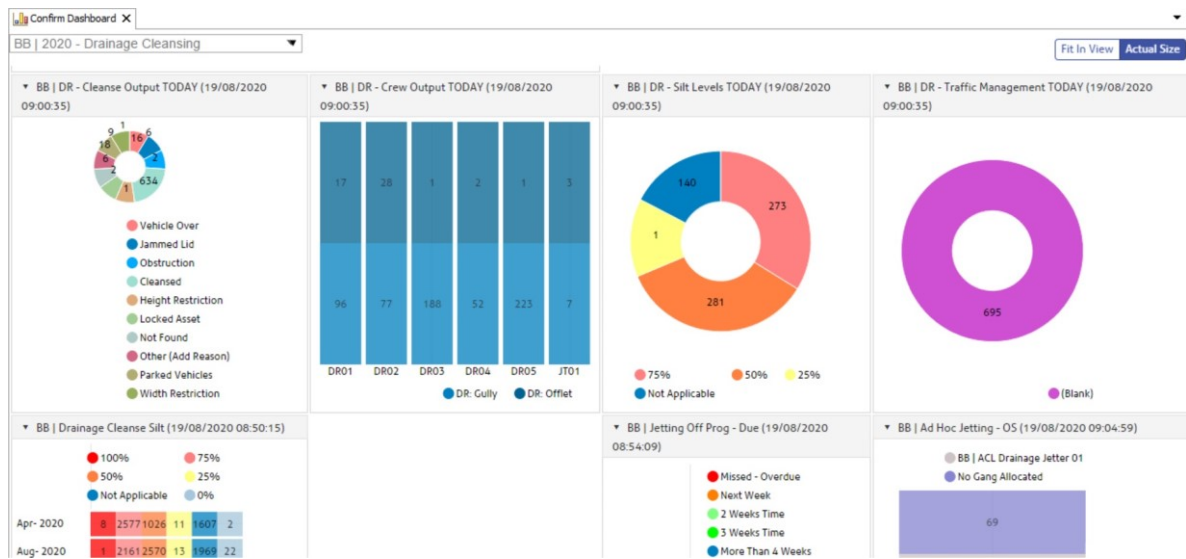 Confirm Dashboard X
BB | 2020 - Drainage Cleansing
Fit In View Actual Size
BB | DR - Cleanse Output TODAY (19/08/2020
09:00:35)
1
9 16 6
18 2
6
2 634
1
Vehicle Over
Jammed Lid
Obstruction
Cleansed
Height Restriction
Locked Asset
Not Found
Other (Add Reason)
Parked Vehicles
Width Restriction
BB | DR - Crew Output TODAY (19/08/2020
09:00:35)
17 28 1 2 1 3
96 77 188 52 223 7
DR01 DR02 DR03 DR04 DR05 JT01
DR: Gully DR: Offlet
BB | DR - Silt Levels TODAY (19/08/2020
09:00:35)
140
273
1
281
75% 50% 25%
Not Applicable
BB | DR - Traffic Management TODAY (19/08/2020
09:00:35)
695
(Blank)
BB | Drainage Cleanse Silt (19/08/2020 08:50:15)
100% 75%
50% 25%
Not Applicable 0%
Apr- 2020 8 2577 1026 11 1607 2
Aug- 2020 1 2161 2570 13 1969 22
BB | Jetting Off Prog - Due (19/08/2020
08:54:09)
Missed - Overdue
Next Week
2 Weeks Time
3 Weeks Time
More Than 4 Weeks
BB | Ad Hoc Jetting - OS (19/08/2020 09:04:59)
BB | ACL Drainage Jetter 01
No Gang Allocated
69